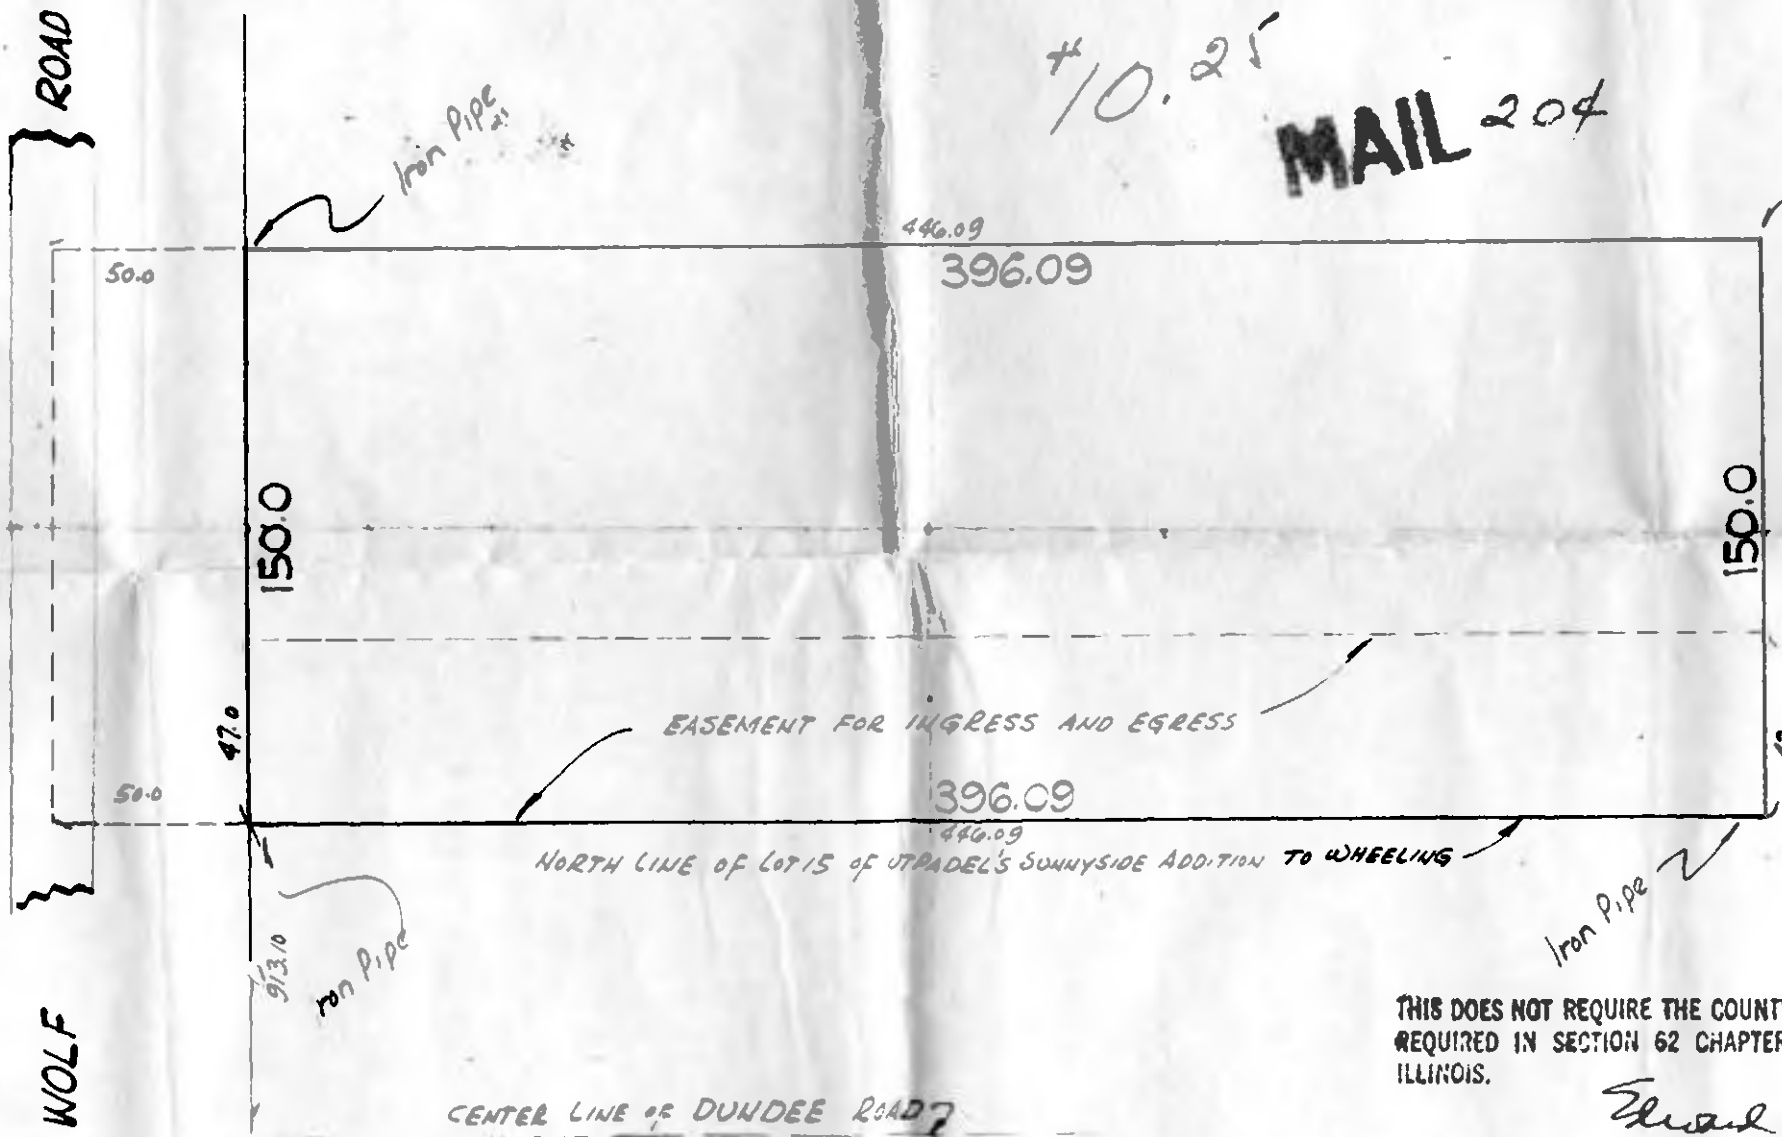 ROAD
$10.25
MAIL 20¢
Iron Pipe
446.09
396.09
50.0
150.0
150.0
47.0
EASEMENT FOR INGRESS AND EGRESS
50.0
396.09
446.09
NORTH LINE OF LOT 15 OF UTPADEL'S SUNNYSIDE ADDITION TO WHEELING
Iron Pipe
913.10
ron Pipe
WOLF
THIS DOES NOT REQUIRE THE COUNT
REQUIRED IN SECTION 62 CHAPTER
ILLINOIS.
Edward
CENTER LINE OF DUNDEE ROAD